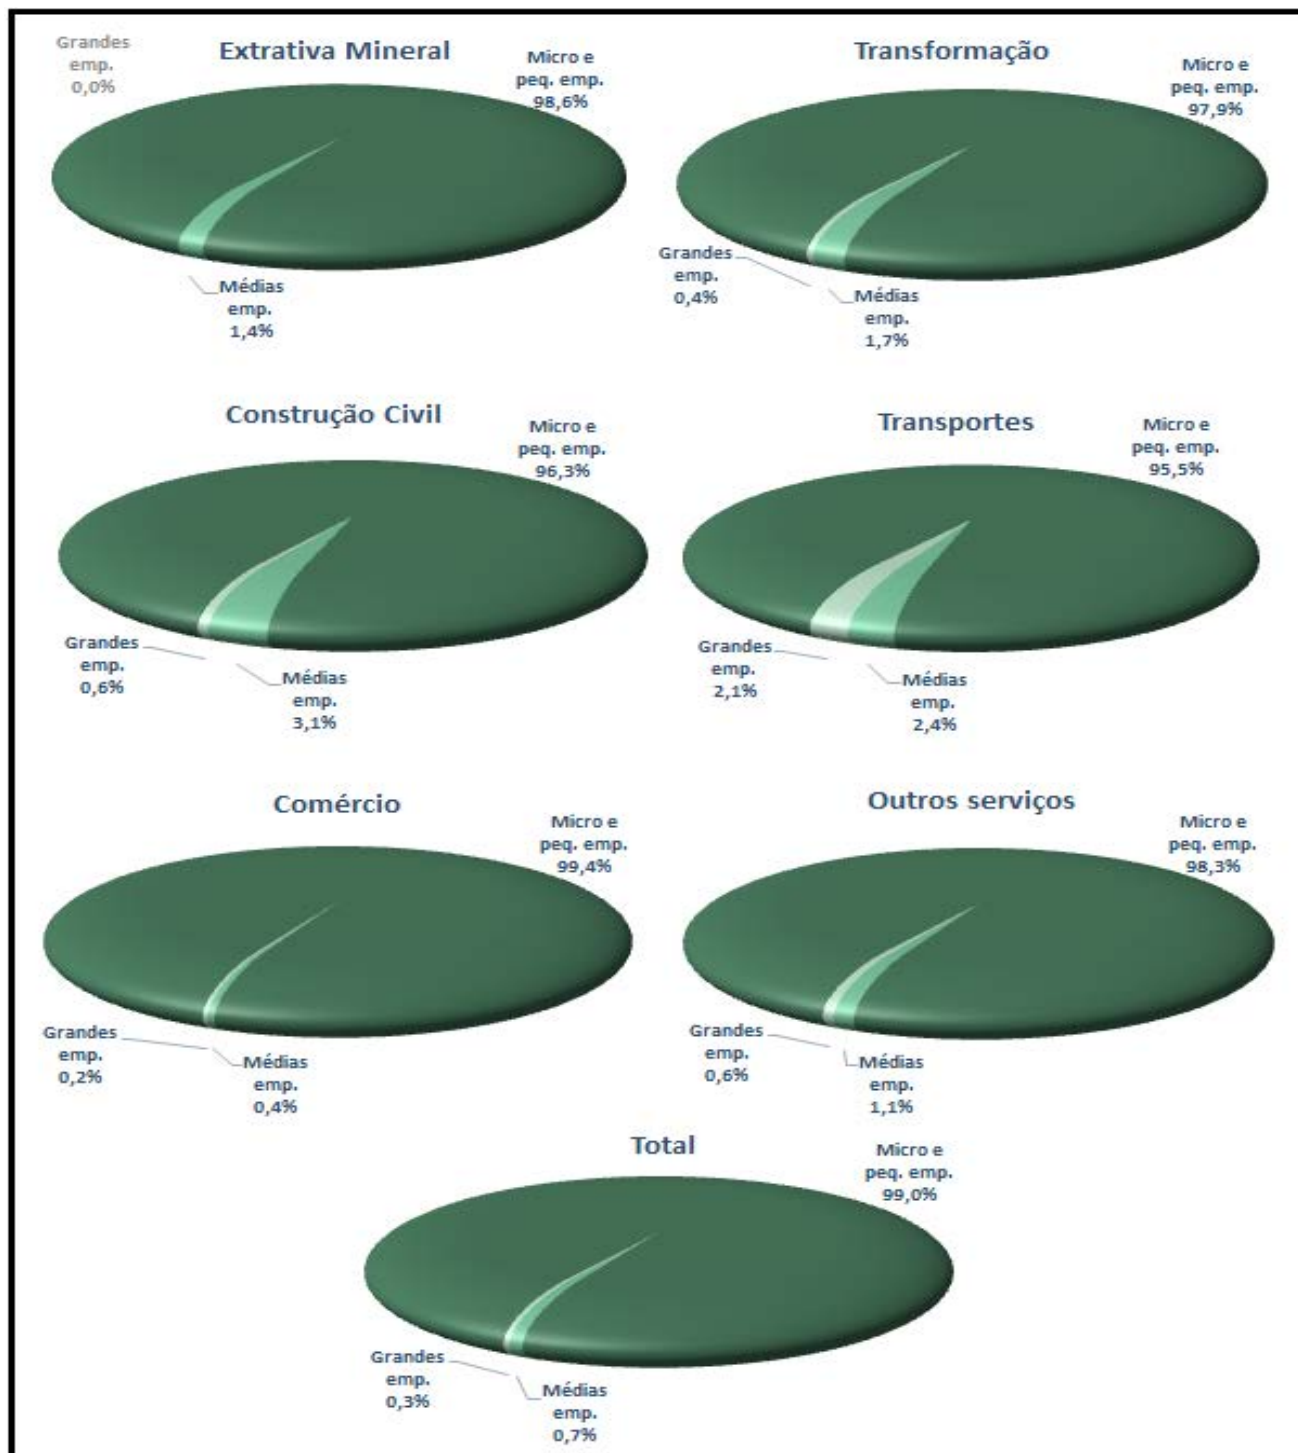 Extrativa Mineral
Grandes
emp.
0,0%
Micro e
peq. emp.
98,6%
Médias
emp.
1,4%
Transformação
Micro e
peq. emp.
97,9%
Grandes
emp.
0,4%
Médias
emp.
1,7%
Construção Civil
Micro e
peq. emp.
96,3%
Grandes
emp.
0,6%
Médias
emp.
3,1%
Transportes
Micro e
peq. emp.
95,5%
Grandes
emp.
2,1%
Médias
emp.
2,4%
Comércio
Micro e
peq. emp.
99,4%
Grandes
emp.
0,2%
Médias
emp.
0,4%
Outros serviços
Micro e
peq. emp.
98,3%
Grandes
emp.
0,6%
Médias
emp.
1,1%
Total
Micro e
peq. emp.
99,0%
Grandes
emp.
0,3%
Médias
emp.
0,7%